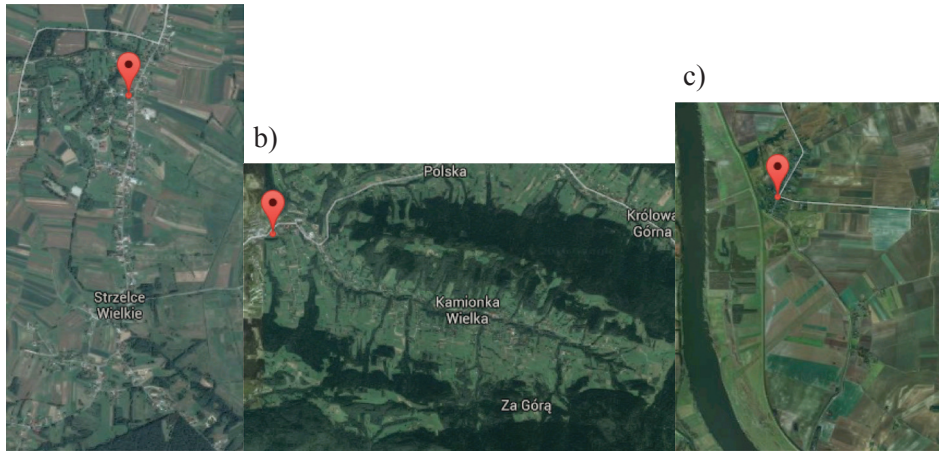 b)
c)
Polska
Królowa
Górna
Strzelce
Wielkie
Kamionka
Wielka
Za Górą